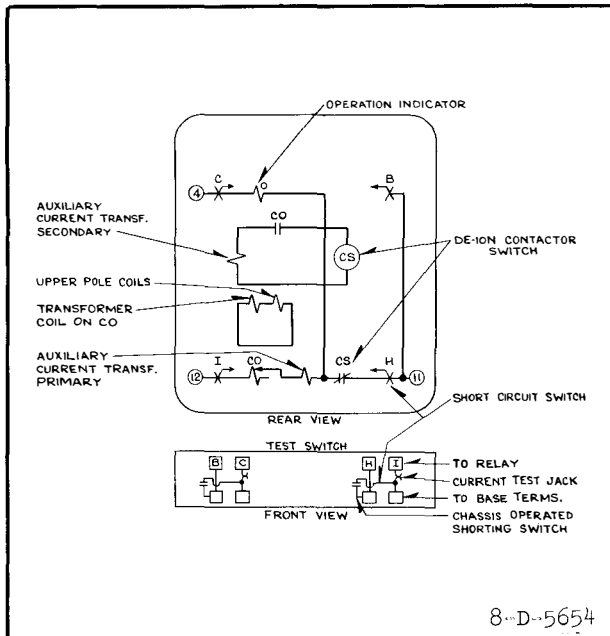 OPERATION INDICATOR
C
B
4
O
AUXILIARY
CURRENT TRANSF.
SECONDARY
CO
CS
DE-ION CONTACTOR
SWITCH
UPPER POLE COILS
TRANSFORMER
COIL ON CO
AUXILIARY
CURRENT TRANSF.
PRIMARY
I
CO
CS
H
12
11
REAR VIEW
SHORT CIRCUIT SWITCH
TEST SWITCH
B
C
H
I
TO RELAY
CURRENT TEST JACK
TO BASE TERMS.
FRONT VIEW
CHASSIS OPERATED
SHORTING SWITCH
8-D-5654